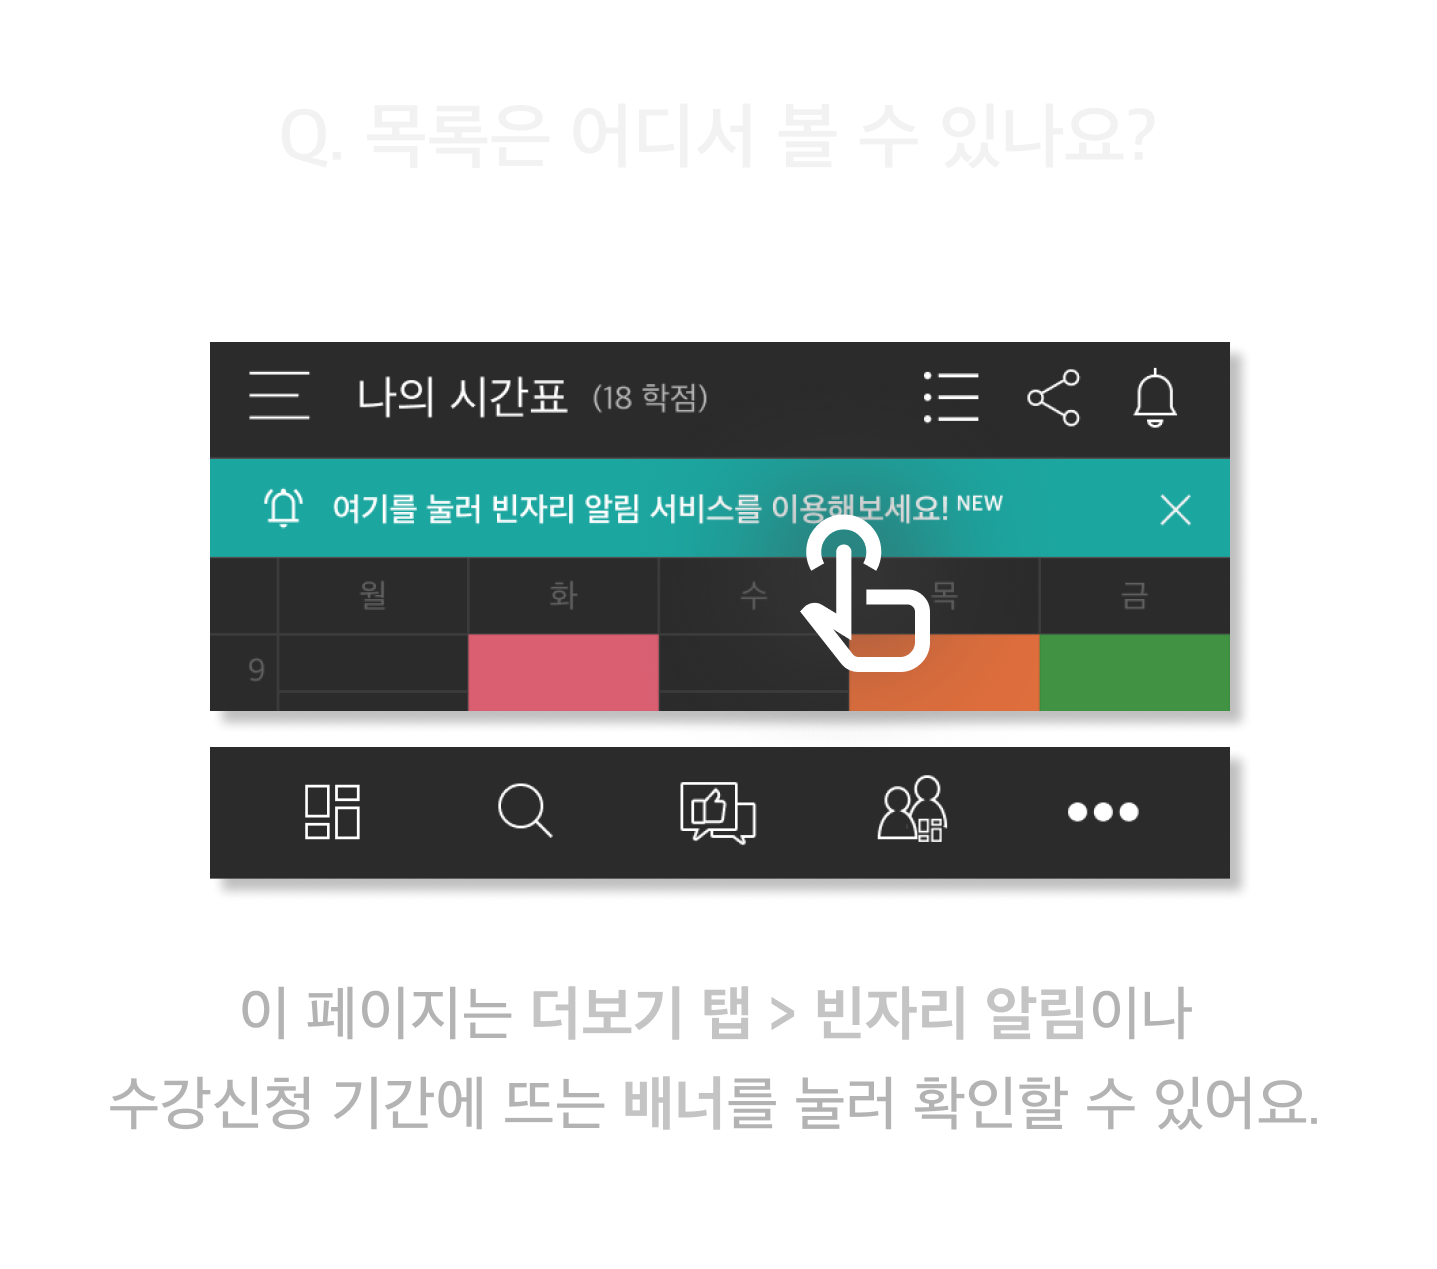 Q. 목록은 어디서 볼 수 있나요?
나의 시간표 (18 학점)
여기를 눌러 빈자리 알림 서비스를 이용해보세요! NEW
월 화 수 목 금
9
이 페이지는 더보기 탭 > 빈자리 알림이나
수강신청 기간에 뜨는 배너를 눌러 확인할 수 있어요.